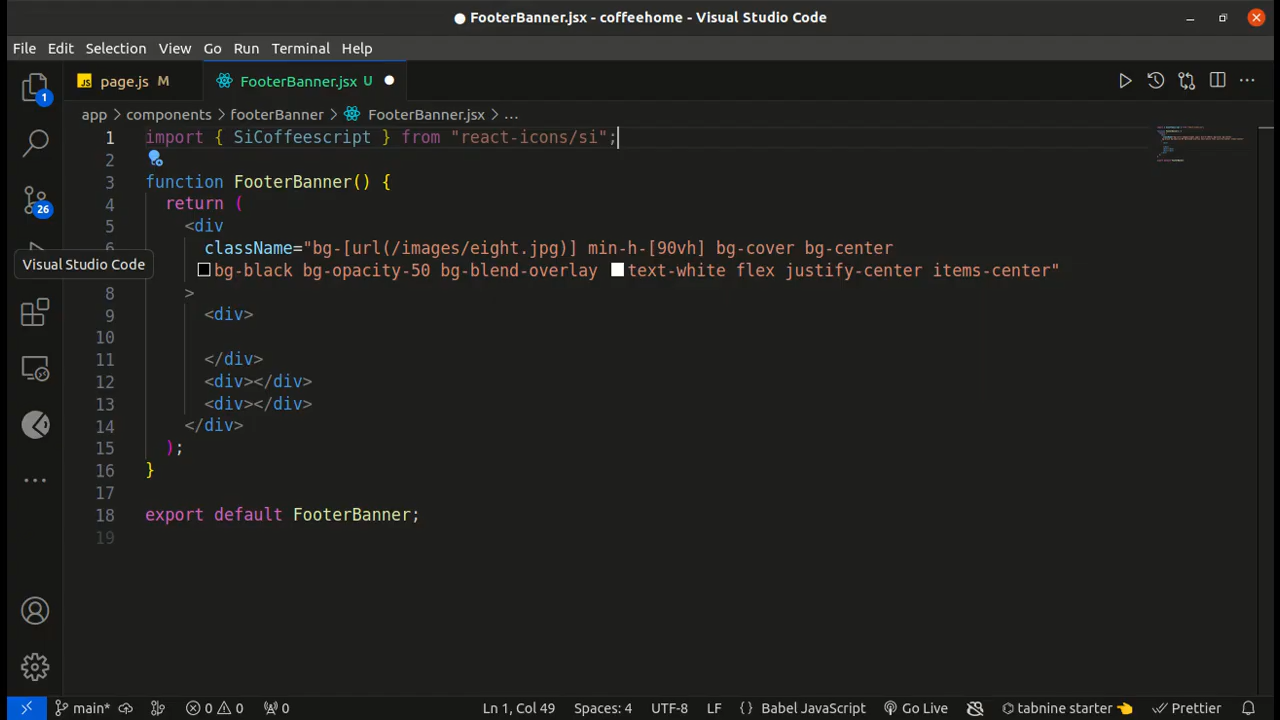 FooterBanner.jsx - coffeehome - Visual Studio Code
File Edit Selection View Go Run Terminal Help
1
JS page.js M
FooterBanner.jsx U
app > components > footerBanner > FooterBanner.jsx > ...
1 import { SiCoffeescript } from "react-icons/si";
2
3 function FooterBanner() {
4 return (
26
5 <div
6 className="bg-[url(/images/eight.jpg)] min-h-[90vh] bg-cover bg-center
Visual Studio Code
bg-black bg-opacity-50 bg-blend-overlay text-white flex justify-center items-center"
8 >
9 <div>
10
11 </div>
12 <div></div>
13 <div></div>
14 </div>
15 );
16 }
17
18 export default FooterBanner;
19
main* 0 0 0 Ln 1, Col 49 Spaces: 4 UTF-8 LF {} Babel JavaScript Go Live tabnine starter Prettier